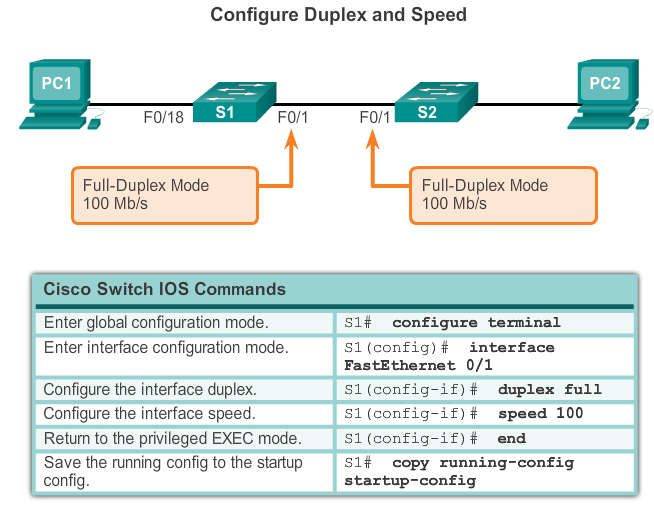 Configure Duplex and Speed
PC1
PC2
S1
S2
F0/18
F0/1
F0/1
Full-Duplex Mode
100 Mb/s
Full-Duplex Mode
100 Mb/s
Cisco Switch IOS Commands
Enter global configuration mode.
S1# configure terminal
Enter interface configuration mode.
S1(config)# interface
FastEthernet 0/1
Configure the interface duplex.
S1(config-if)# duplex full
Configure the interface speed.
S1(config-if)# speed 100
Return to the privileged EXEC mode.
S1(config-if)# end
Save the running config to the startup
config.
S1# copy running-config
startup-config